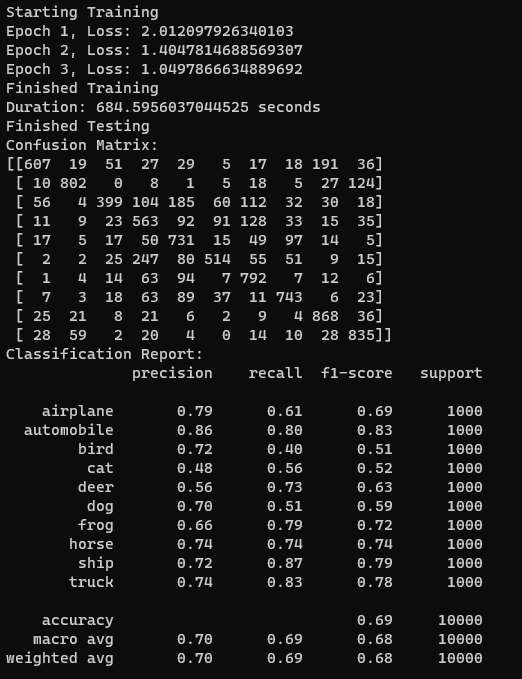 Starting Training
Epoch 1, Loss: 2.012097926340103
Epoch 2, Loss: 1.4047814688569307
Epoch 3, Loss: 1.0497866634889692
Finished Training
Duration: 684.5956037044525 seconds
Finished Testing
Confusion Matrix:
[[607  19  51  27  29   5  17  18 191  36]
 [ 10 802   0   8   1   5  18   5  27 124]
 [ 56   4 399 104 185  60 112  32  30  18]
 [ 11   9  23 563  92  91 128  33  15  35]
 [ 17   5  17  50 731  15  49  97  14   5]
 [  2   2  25 247  80 514  55  51   9  15]
 [  1   4  14  63  94   7 792   7  12   6]
 [  7   3  18  63  89  37  11 743   6  23]
 [ 25  21   8  21   6   2   9   4 868  36]
 [ 28  59   2  20   4   0  14  10  28 835]]
Classification Report:
              precision    recall  f1-score   support
    airplane       0.79      0.61      0.69      1000
  automobile       0.86      0.80      0.83      1000
        bird       0.72      0.40      0.51      1000
         cat       0.48      0.56      0.52      1000
        deer       0.56      0.73      0.63      1000
         dog       0.70      0.51      0.59      1000
        frog       0.66      0.79      0.72      1000
       horse       0.74      0.74      0.74      1000
        ship       0.72      0.87      0.79      1000
       truck       0.74      0.83      0.78      1000
    accuracy                           0.69     10000
   macro avg       0.70      0.69      0.68     10000
weighted avg       0.70      0.69      0.68     10000